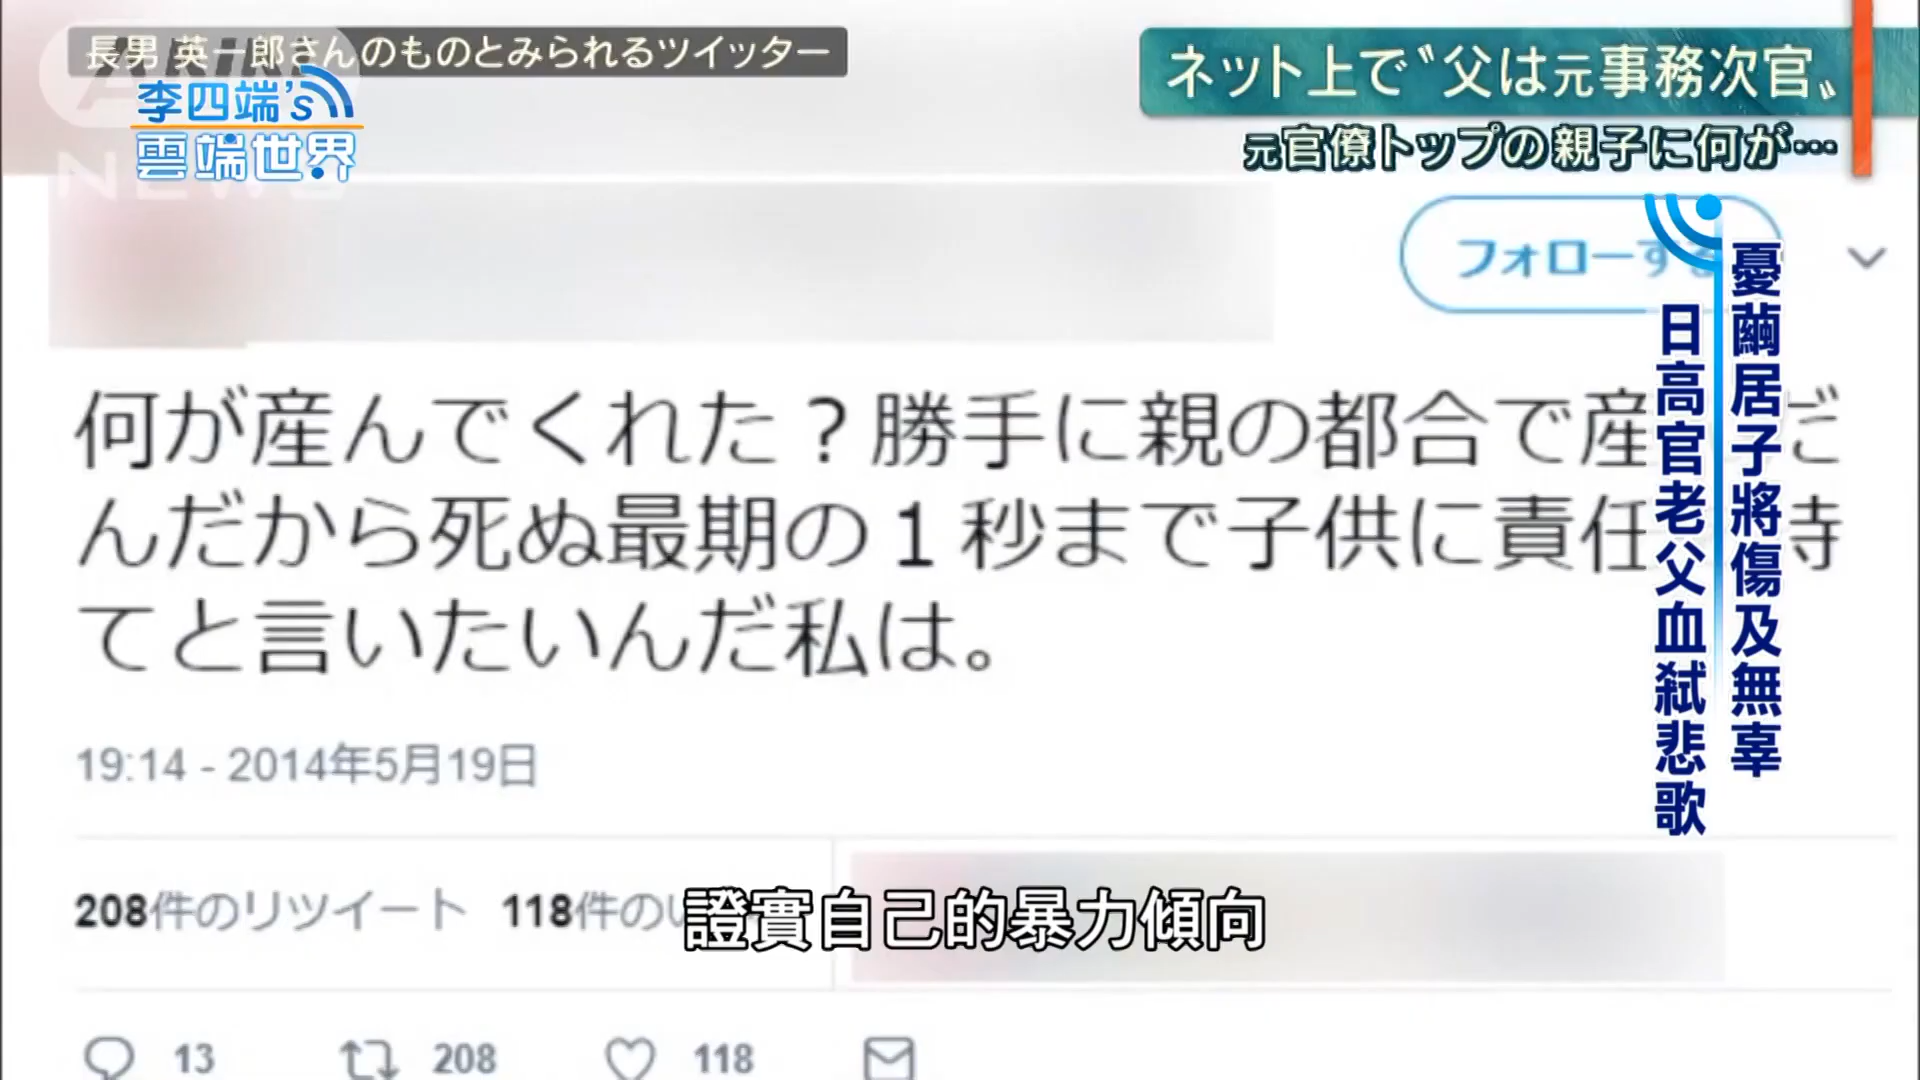 長男 英一郎さんのものとみられるツイッター
李四端's
雲端世界
NEWS
ネット上で〝父は元事務次官〟
元官僚トップの親子に何が…
フォローする
憂繭居子將傷及無辜
日高官老父血弒悲歌
何が産んでくれた？勝手に親の都合で産 だ
んだから死ぬ最期の１秒まで子供に責任 持
てと言いたいんだ私は。
19:14 - 2014年5月19日
208件のリツイート 118件のい
證實自己的暴力傾向
13 208 118